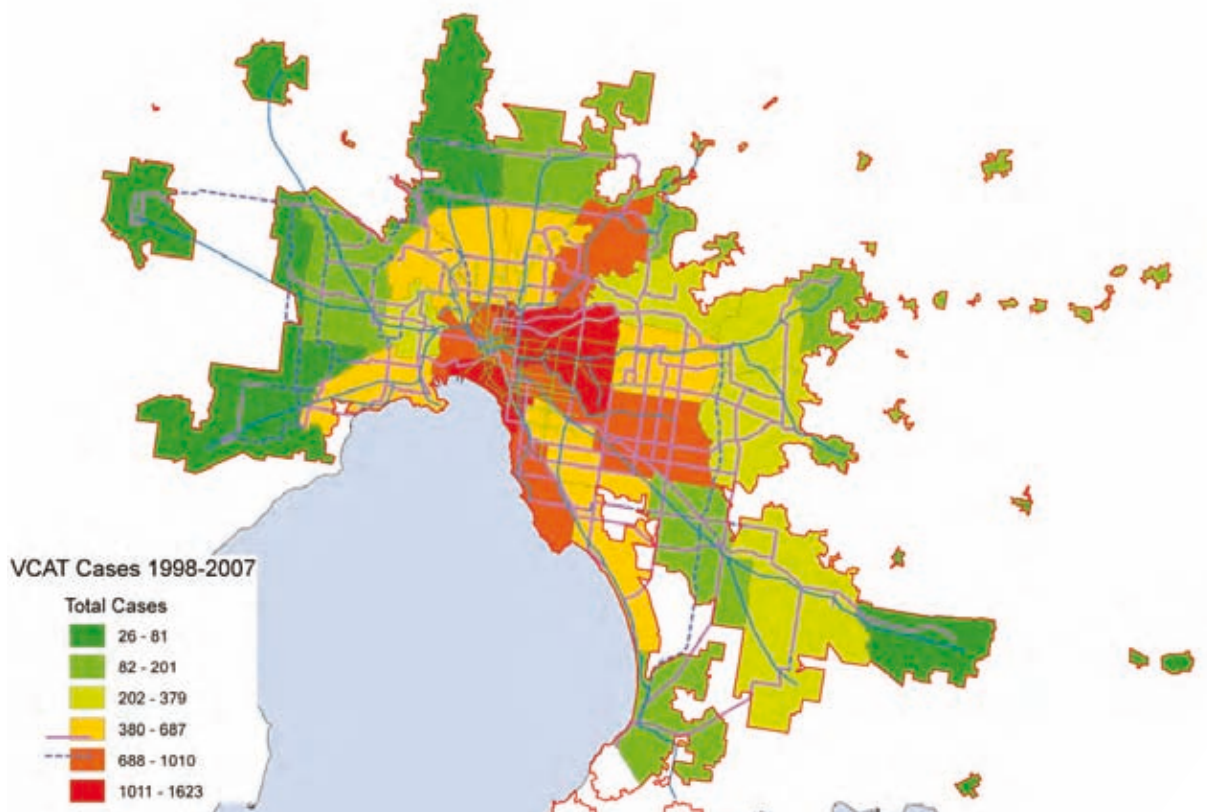 VCAT Cases 1998-2007
Total Cases
26 - 81
82 - 201
202 - 379
380 - 687
688 - 1010
1011 - 1623